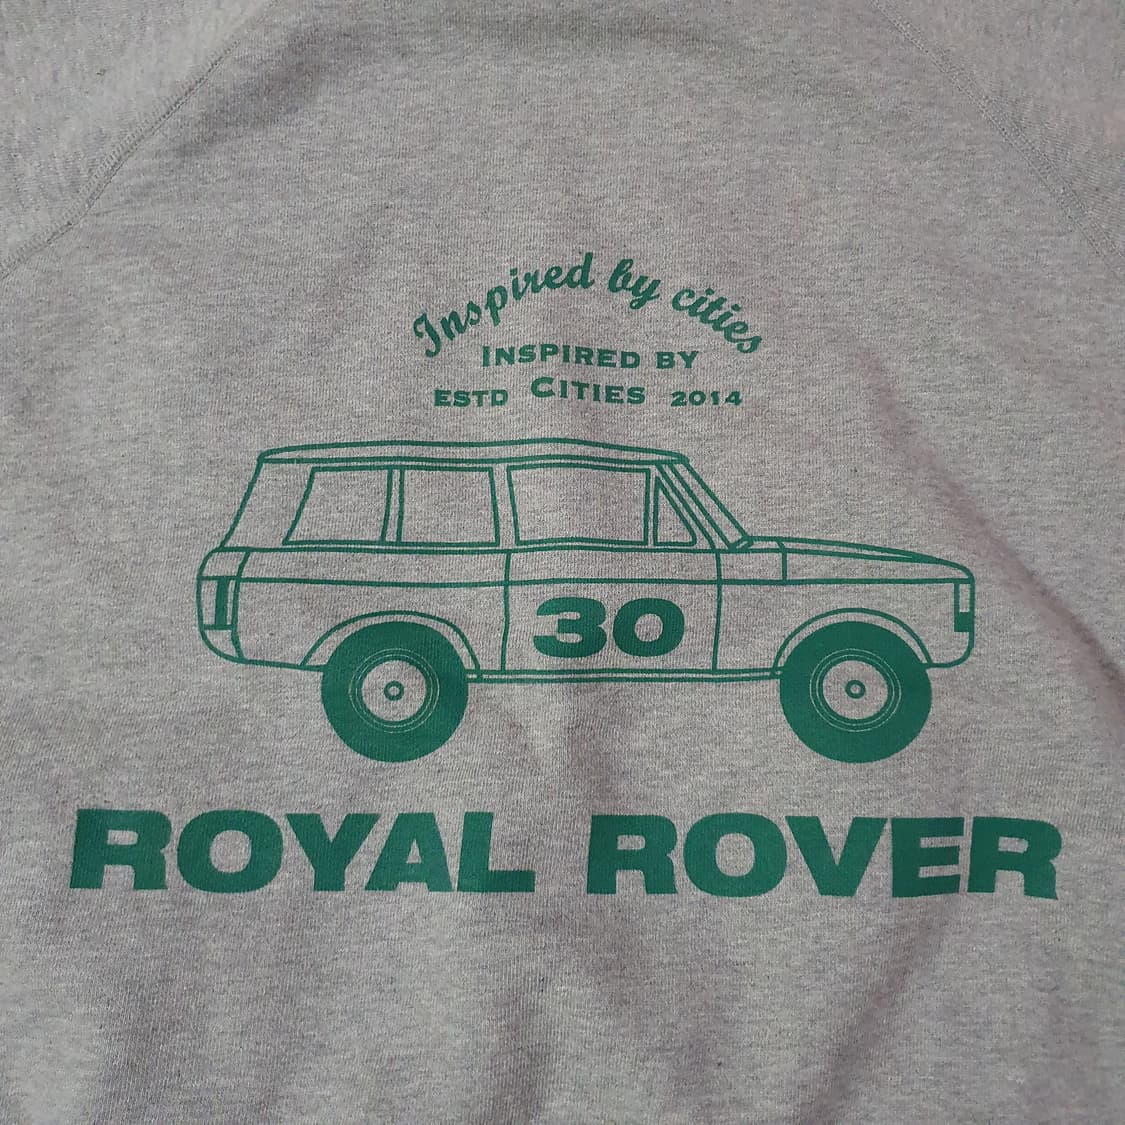 Inspired by cities
INSPIRED BY
ESTD CITIES 2014
30
ROYAL ROVER